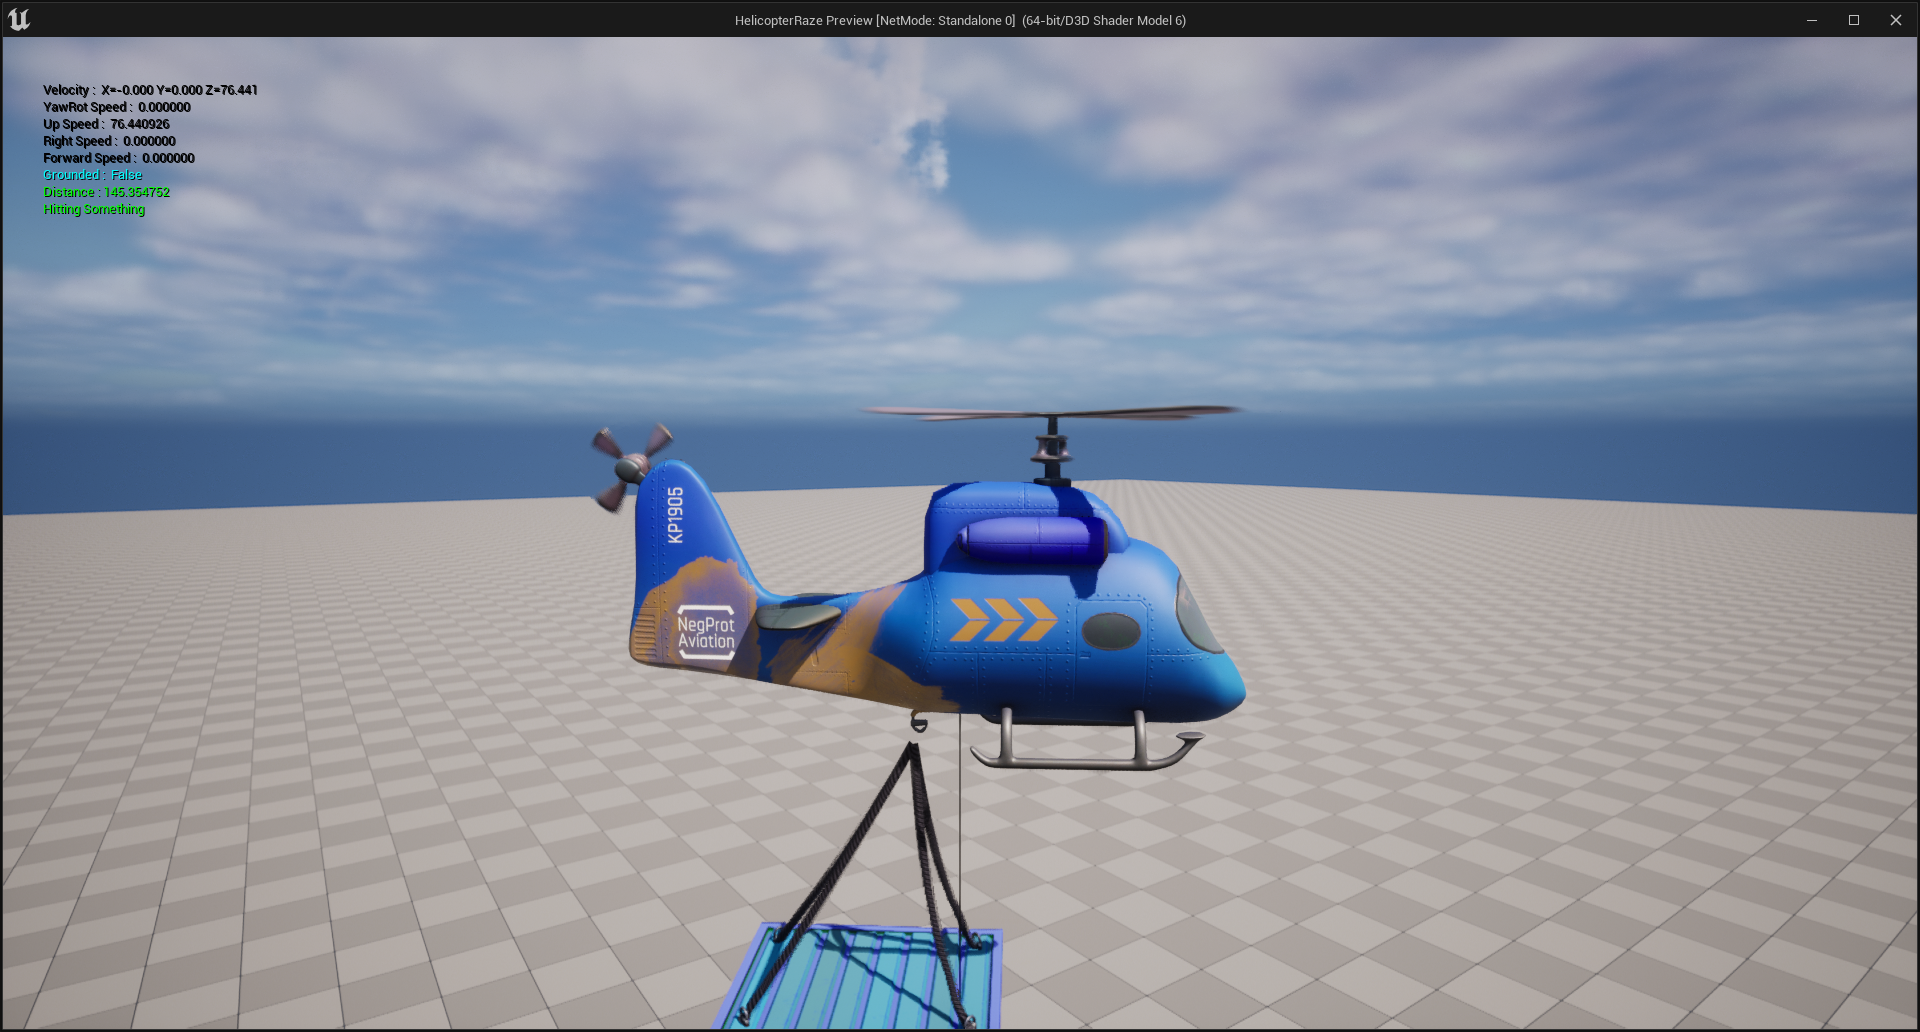 HelicopterRaze Preview [NetMode: Standalone 0]  (64-bit/D3D Shader Model 6)
Velocity :  X=-0.000 Y=0.000 Z=76.441
YawRot Speed :  0.000000
Up Speed :  76.440926
Right Speed :  0.000000
Forward Speed :  0.000000
Grounded :  False
Distance : 145.354752
Hitting Something
KP1905
NegProt
Aviation